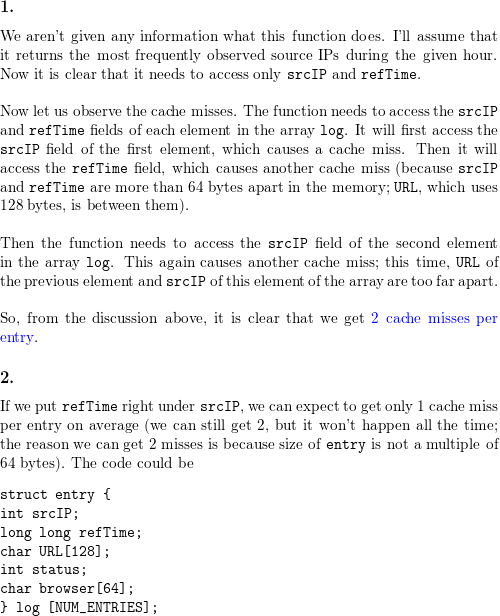 1.
We aren't given any information what this function does. I'll assume that
it returns the most frequently observed source IPs during the given hour.
Now it is clear that it needs to access only srcIP and refTime.
Now let us observe the cache misses. The function needs to access the srcIP
and refTime fields of each element in the array log. It will first access the
srcIP field of the first element, which causes a cache miss. Then it will
access the refTime field, which causes another cache miss (because srcIP
and refTime are more than 64 bytes apart in the memory; URL, which uses
128 bytes, is between them).
Then the function needs to access the srcIP field of the second element
in the array log. This again causes another cache miss; this time, URL of
the previous element and srcIP of this element of the array are too far apart.
So, from the discussion above, it is clear that we get 2 cache misses per
entry.
2.
If we put refTime right under srcIP, we can expect to get only 1 cache miss
per entry on average (we can still get 2, but it won't happen all the time;
the reason we can get 2 misses is because size of entry is not a multiple of
64 bytes). The code could be
struct entry {
int srcIP;
long long refTime;
char URL[128];
int status;
char browser[64];
} log [NUM_ENTRIES];